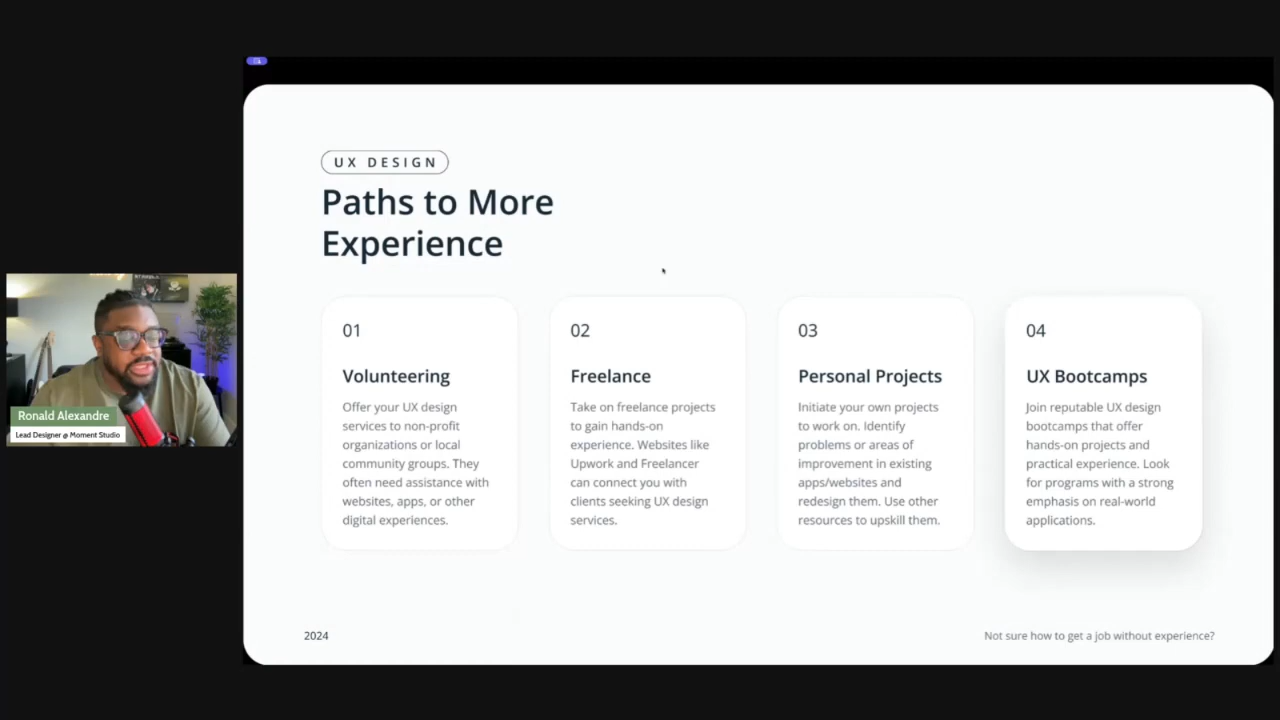 UX DESIGN
Paths to More
Experience
01
Volunteering
Offer your UX design
services to non-profit
organizations or local
community groups. They
often need assistance with
websites, apps, or other
digital experiences.
02
Freelance
Take on freelance projects
to gain hands-on
experience. Websites like
Upwork and Freelancer
can connect you with
clients seeking UX design
services.
03
Personal Projects
Initiate your own projects
to work on. Identify
problems or areas of
improvement in existing
apps/websites and
redesign them. Use other
resources to upskill them.
04
UX Bootcamps
Join reputable UX design
bootcamps that offer
hands-on projects and
practical experience. Look
for programs with a strong
emphasis on real-world
applications.
Ronald Alexandre
Lead Designer @ Moment Studio
2024
Not sure how to get a job without experience?